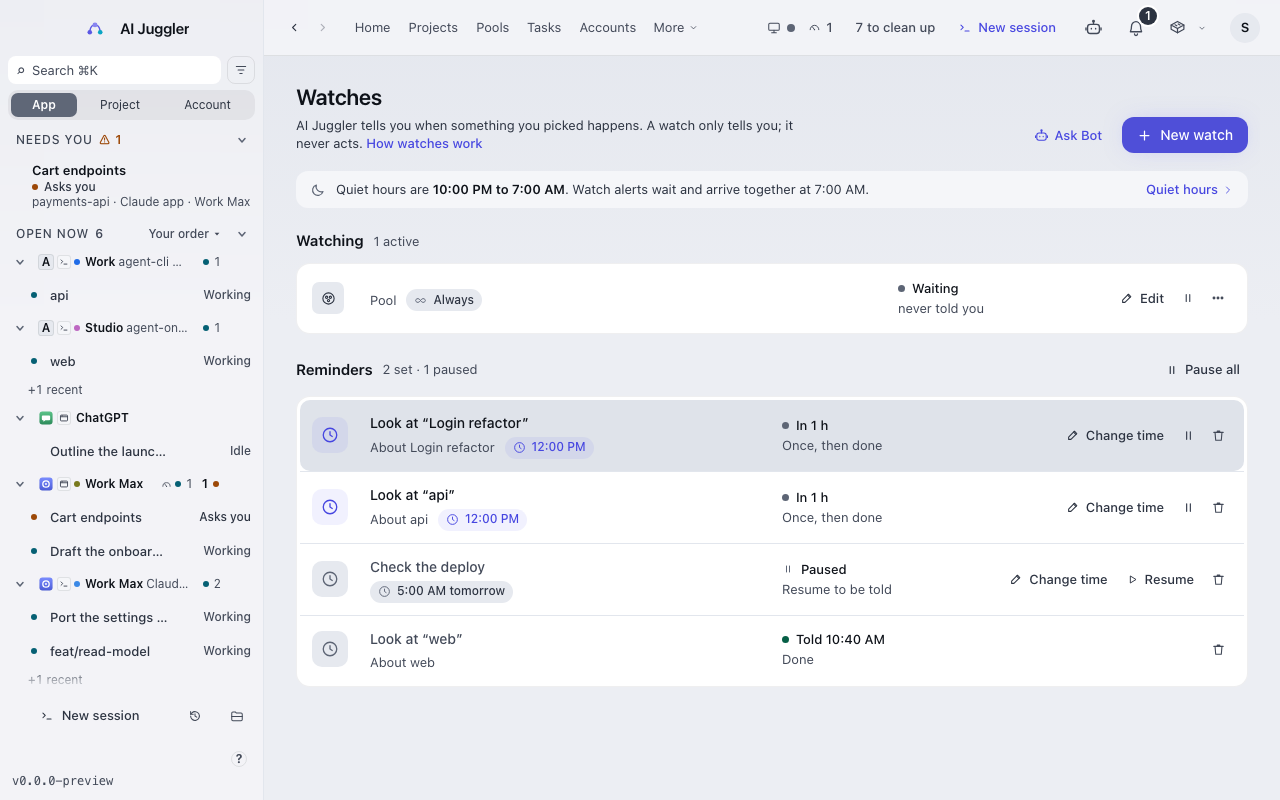 AI Juggler
Search ⌘K
App Project Account
NEEDS YOU 1
Cart endpoints
Asks you
payments-api · Claude app · Work Max
OPEN NOW 6 Your order
A Work agent-cli ... 1
api Working
A Studio agent-on... 1
web Working
+1 recent
ChatGPT
Outline the launc... Idle
Work Max 1 1
Cart endpoints Asks you
Draft the onboar... Working
Work Max Claud... 2
Port the settings ... Working
feat/read-model Working
+1 recent
New session
?
v0.0.0-preview
Home Projects Pools Tasks Accounts More 1 7 to clean up New session 1 S
Watches
AI Juggler tells you when something you picked happens. A watch only tells you; it
never acts. How watches work
Ask Bot
New watch
Quiet hours are 10:00 PM to 7:00 AM. Watch alerts wait and arrive together at 7:00 AM. Quiet hours
Watching 1 active
Pool Always
Waiting
never told you
Edit
Reminders 2 set · 1 paused Pause all
Look at “Login refactor”
About Login refactor 12:00 PM
In 1 h
Once, then done
Change time
Look at “api”
About api 12:00 PM
In 1 h
Once, then done
Change time
Check the deploy
5:00 AM tomorrow
Paused
Resume to be told
Change time Resume
Look at “web”
About web
Told 10:40 AM
Done